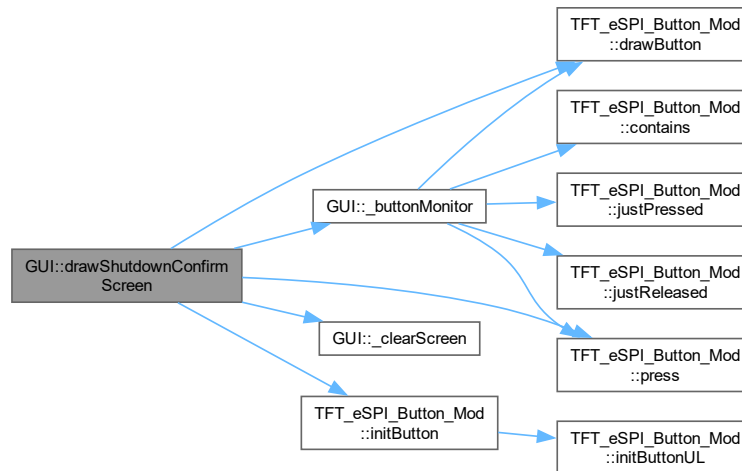 GUI::drawShutdownConfirm
Screen
GUI::_buttonMonitor
GUI::_clearScreen
TFT_eSPI_Button_Mod
::initButton
TFT_eSPI_Button_Mod
::drawButton
TFT_eSPI_Button_Mod
::contains
TFT_eSPI_Button_Mod
::justPressed
TFT_eSPI_Button_Mod
::justReleased
TFT_eSPI_Button_Mod
::press
TFT_eSPI_Button_Mod
::initButtonUL